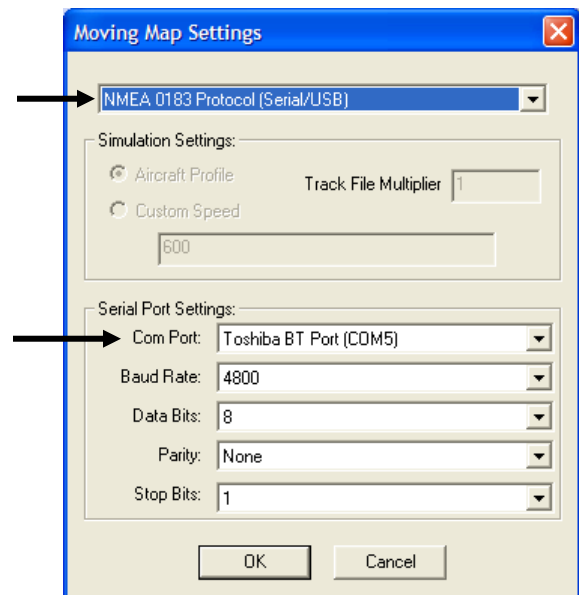 Moving Map Settings
NMEA 0183 Protocol (Serial/USB)
Simulation Settings:
Aircraft Profile
Track File Multiplier 1
Custom Speed
600
Serial Port Settings:
Com Port: Toshiba BT Port (COM5)
Baud Rate: 4800
Data Bits: 8
Parity: None
Stop Bits: 1
OK Cancel